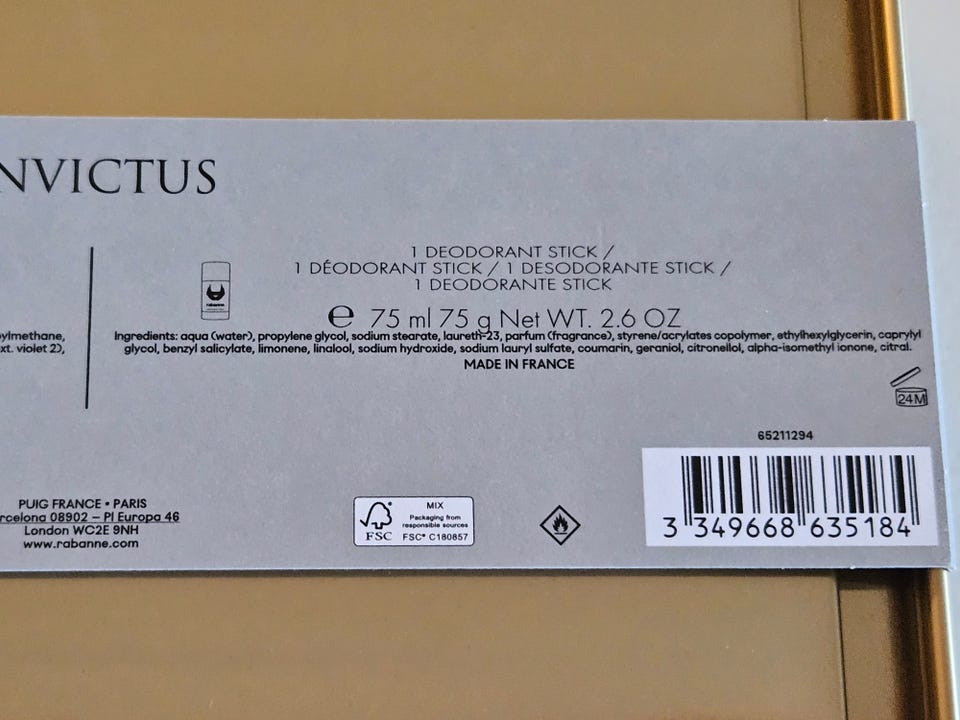 NVICTUS
1 DEODORANT STICK /
1 DÉODORANT STICK / 1 DESODORANTE STICK /
1 DEODORANTE STICK
rabanne
e 75 ml 75 g Net WT. 2.6 OZ
ylmethane,
xt. violet 2),
Ingredients: aqua (water), propylene glycol, sodium stearate, laureth-23, parfum (fragrance), styrene/acrylates copolymer, ethylhexylglycerin, caprylyl
glycol, benzyl salicylate, limonene, linalool, sodium hydroxide, sodium lauryl sulfate, coumarin, geraniol, citronellol, alpha-isomethyl ionone, citral.
MADE IN FRANCE
24M
65211294
3 349668 635184
PUIG FRANCE • PARIS
rcelona 08902 – Pl Europa 46
London WC2E 9NH
www.rabanne.com
FSC
MIX
Packaging from
responsible sources
FSC® C180857